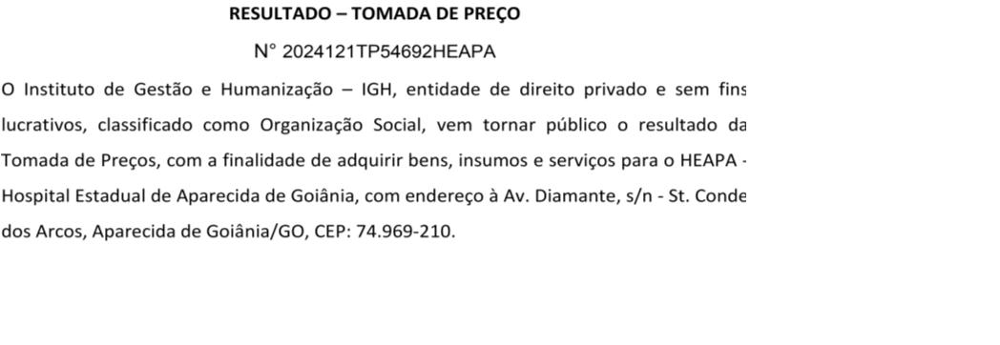 RESULTADO – TOMADA DE PREÇO
N° 2024121TP54692HEAPA
O Instituto de Gestão e Humanização – IGH, entidade de direito privado e sem fins
lucrativos, classificado como Organização Social, vem tornar público o resultado da
Tomada de Preços, com a finalidade de adquirir bens, insumos e serviços para o HEAPA -
Hospital Estadual de Aparecida de Goiânia, com endereço à Av. Diamante, s/n - St. Conde
dos Arcos, Aparecida de Goiânia/GO, CEP: 74.969-210.